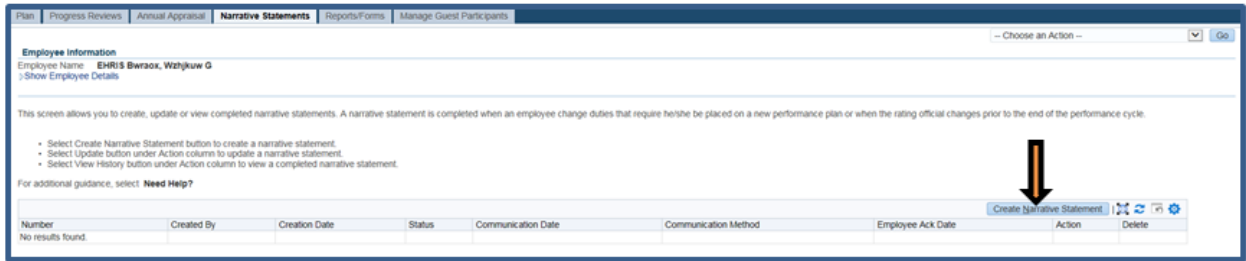 Plan Progress Reviews Annual Appraisal Narrative Statements Reports/Forms Manage Guest Participants
-- Choose an Action -- Go
Employee Information
Employee Name EHRIS Bwraox, Wzhjkuw G
Show Employee Details
This screen allows you to create, update or view completed narrative statements. A narrative statement is completed when an employee change duties that require he/she be placed on a new performance plan or when the rating official changes prior to the end of the performance cycle.
• Select Create Narrative Statement button to create a narrative statement.
• Select Update button under Action column to update a narrative statement.
• Select View History button under Action column to view a completed narrative statement.
For additional guidance, select Need Help?
Create Narrative Statement
Number Created By Creation Date Status Communication Date Communication Method Employee Ack Date Action Delete
No results found.